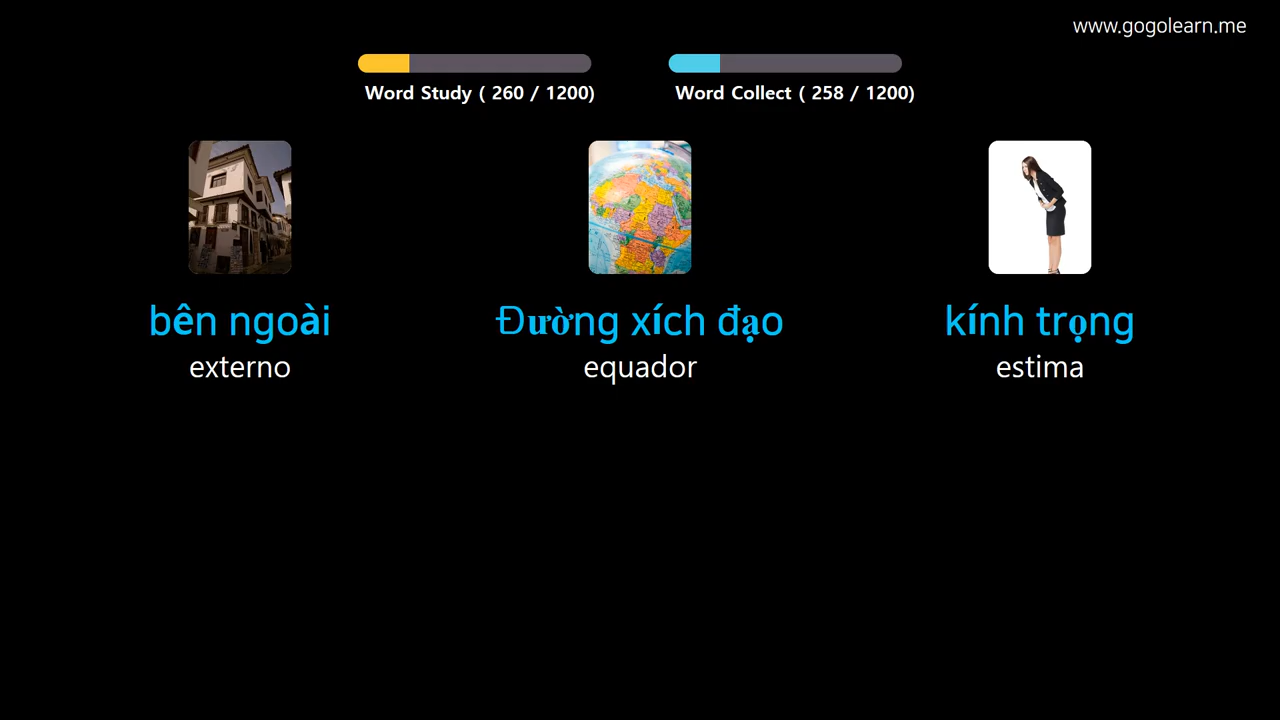 www.gogolearn.me
Word Study ( 260 / 1200)
Word Collect ( 258 / 1200)
bên ngoài
externo
Đường xích đạo
equador
kính trọng
estima